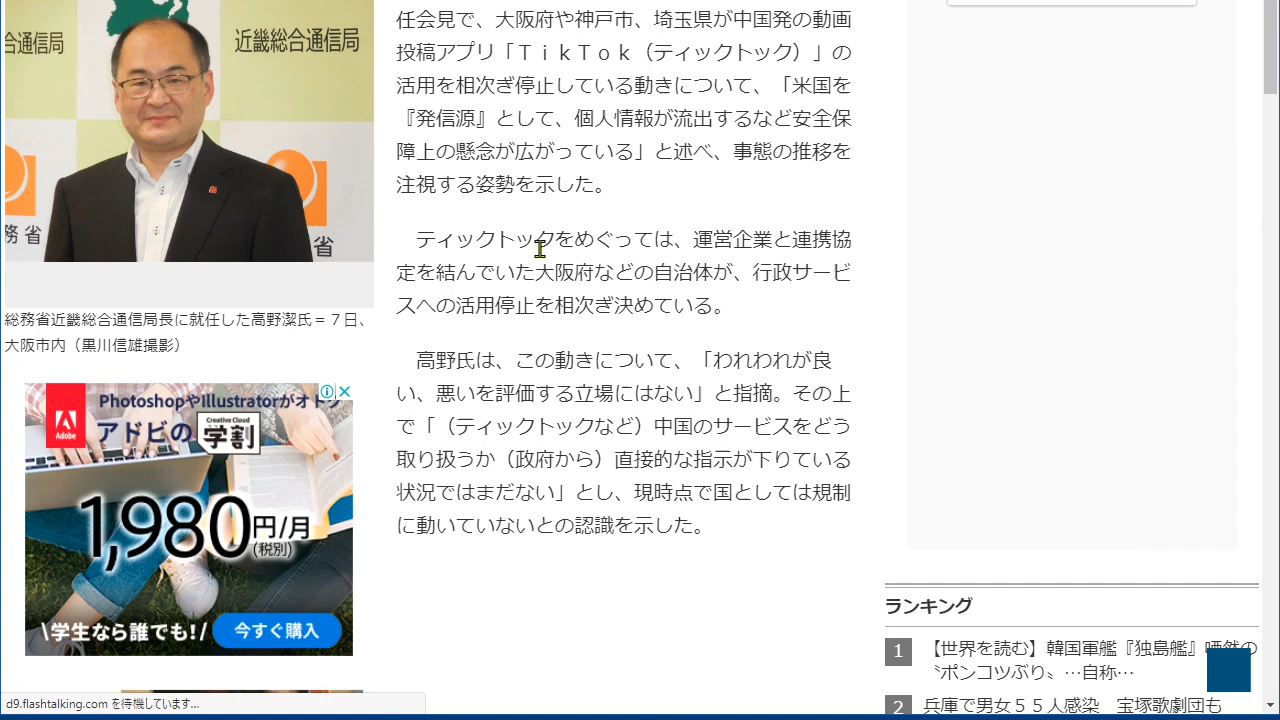 合通信局
近畿総合通信局
務省
省
総務省近畿総合通信局長に就任した高野潔氏＝７日、
大阪市内（黒川信雄撮影）
PhotoshopやIllustratorがオトク
Adobe
アドビの
Creative Cloud
学割
1,980円/月
(税別)
\学生なら誰でも!/
今すぐ購入
任会見で、大阪府や神戸市、埼玉県が中国発の動画
投稿アプリ「ＴｉｋＴｏｋ（ティックトック）」の
活用を相次ぎ停止している動きについて、「米国を
『発信源』として、個人情報が流出するなど安全保
障上の懸念が広がっている」と述べ、事態の推移を
注視する姿勢を示した。
ティックトックをめぐっては、運営企業と連携協
定を結んでいた大阪府などの自治体が、行政サービ
スへの活用停止を相次ぎ決めている。
高野氏は、この動きについて、「われわれが良
い、悪いを評価する立場にはない」と指摘。その上
で「（ティックトックなど）中国のサービスをどう
取り扱うか（政府から）直接的な指示が下りている
状況ではまだない」とし、現時点で国としては規制
に動いていないとの認識を示した。
ランキング
1 【世界を読む】韓国軍艦『独島艦』唖然の
〝ポンコツぶり〟…自称…
2 兵庫で男女５５人感染　宝塚歌劇団も
d9.flashtalking.com を待機しています...